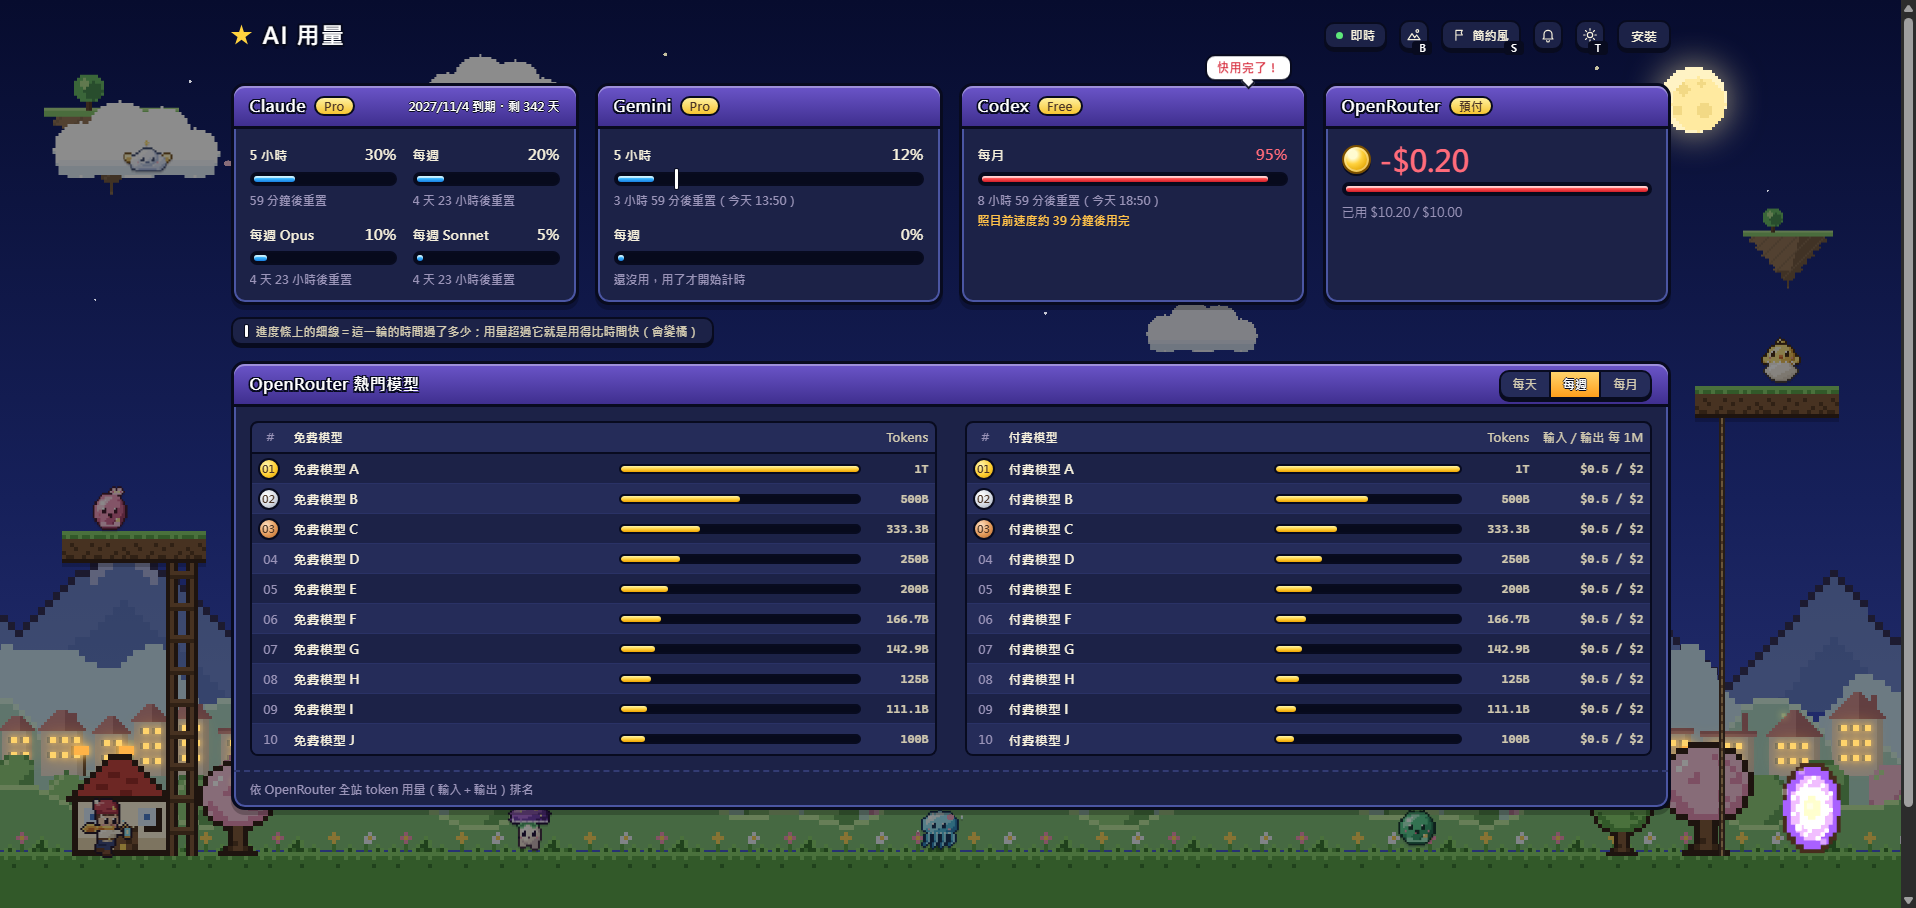 ★ AI 用量
即時
B
簡約風
S
T
安裝
快用完了！
Claude Pro 2027/11/4 到期 · 剩 342 天
5 小時 30%
59 分鐘後重置
每週 20%
4 天 23 小時後重置
每週 Opus 10%
4 天 23 小時後重置
每週 Sonnet 5%
4 天 23 小時後重置
Gemini Pro
5 小時 12%
3 小時 59 分後重置（今天 13:50）
每週 0%
還沒用，用了才開始計時
Codex Free
每月 95%
8 小時 59 分後重置（今天 18:50）
照目前速度約 39 分鐘後用完
OpenRouter 預付
-$0.20
已用 $10.20 / $10.00
進度條上的細線 = 這一輪的時間過了多少；用量超過它就是用得比時間快（會變橘）
OpenRouter 熱門模型
每天 每週 每月
# 免費模型 Tokens
01 免費模型 A 1T
02 免費模型 B 500B
03 免費模型 C 333.3B
04 免費模型 D 250B
05 免費模型 E 200B
06 免費模型 F 166.7B
07 免費模型 G 142.9B
08 免費模型 H 125B
09 免費模型 I 111.1B
10 免費模型 J 100B
# 付費模型 Tokens 輸入 / 輸出 每 1M
01 付費模型 A 1T $0.5 / $2
02 付費模型 B 500B $0.5 / $2
03 付費模型 C 333.3B $0.5 / $2
04 付費模型 D 250B $0.5 / $2
05 付費模型 E 200B $0.5 / $2
06 付費模型 F 166.7B $0.5 / $2
07 付費模型 G 142.9B $0.5 / $2
08 付費模型 H 125B $0.5 / $2
09 付費模型 I 111.1B $0.5 / $2
10 付費模型 J 100B $0.5 / $2
依 OpenRouter 全站 token 用量（輸入 + 輸出）排名